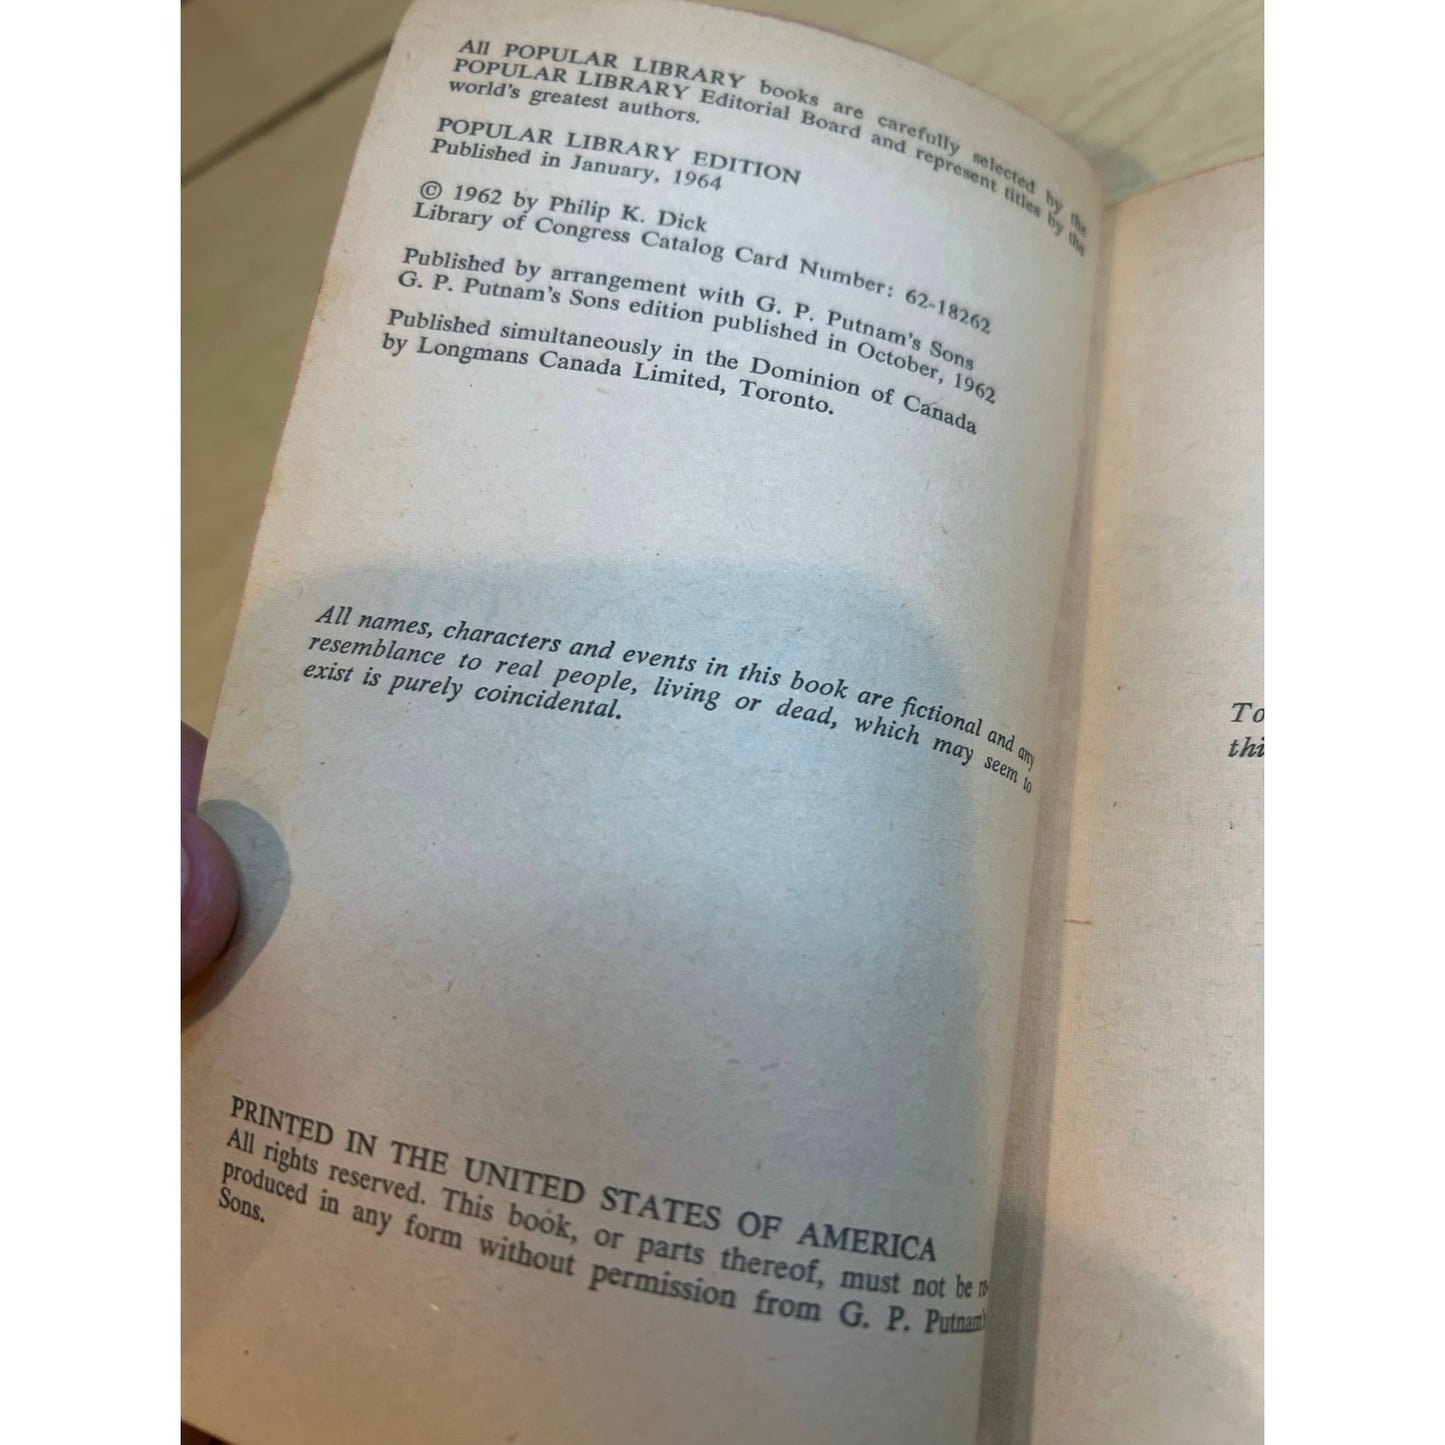 All POPULAR LIBRARY books are carefully selected by the
POPULAR LIBRARY Editorial Board and represent titles by the
world's greatest authors.
POPULAR LIBRARY EDITION
Published in January, 1964
© 1962 by Philip K. Dick
Library of Congress Catalog Card Number: 62-18262
Published by arrangement with G. P. Putnam's Sons
G. P. Putnam's Sons edition published in October, 1962
Published simultaneously in the Dominion of Canada
by Longmans Canada Limited, Toronto.
All names, characters and events in this book are fictional and any
resemblance to real people, living or dead, which may seem to
exist is purely coincidental.
PRINTED IN THE UNITED STATES OF AMERICA
All rights reserved. This book, or parts thereof, must not be re-
produced in any form without permission from G. P. Putnam's
Sons.
To
thi